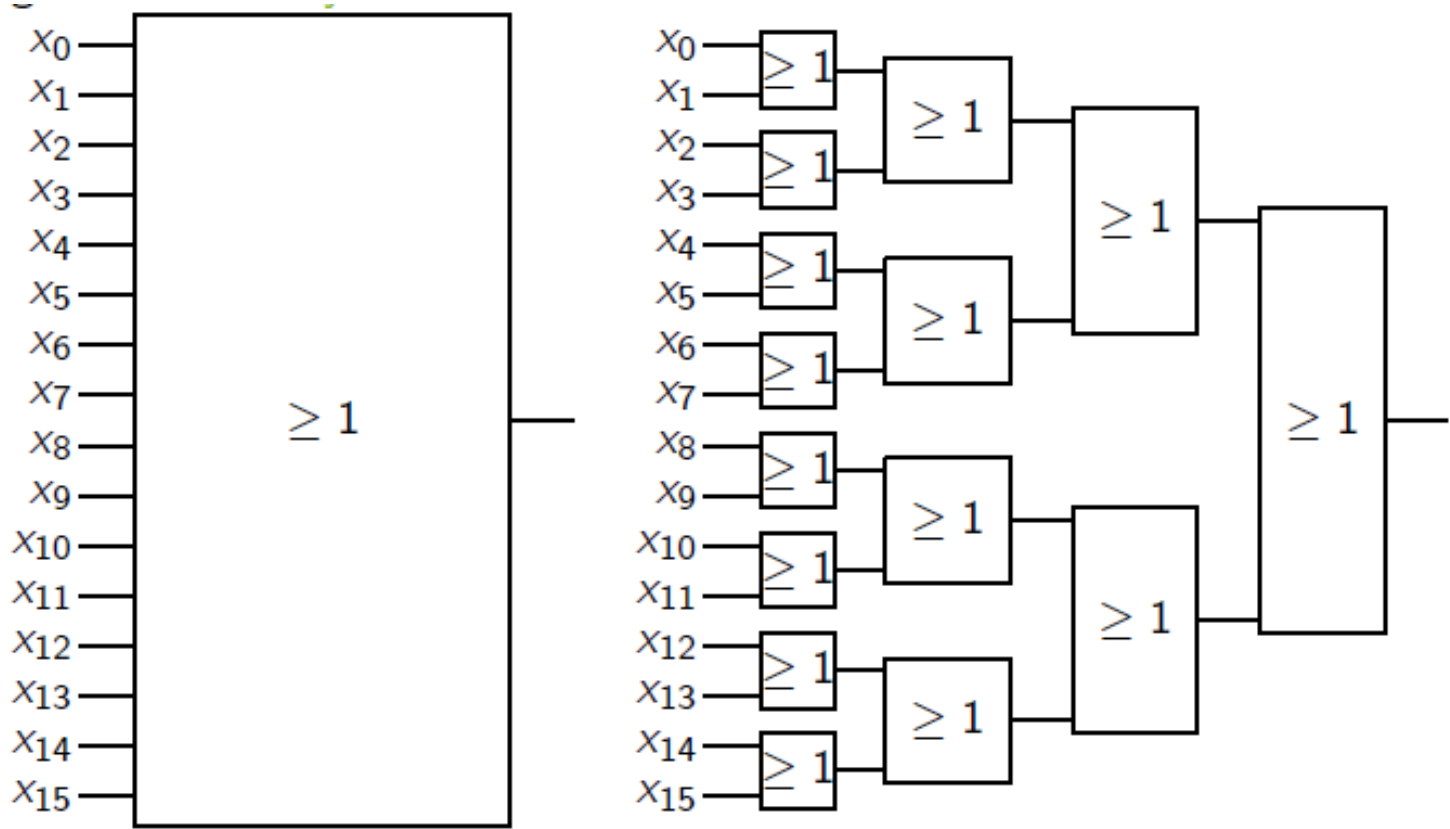 x₀ x₀ ≥ 1
x₁ x₁ ≥ 1
x₂ x₂ ≥ 1
x₃ x₃ ≥ 1
x₄ x₄ ≥ 1
x₅ x₅ ≥ 1
x₆ x₆ ≥ 1
x₇ x₇
≥ 1 ≥ 1
x₈ x₈ ≥ 1
x₉ x₉ ≥ 1
x₁₀ x₁₀ ≥ 1
x₁₁ x₁₁ ≥ 1
x₁₂ x₁₂ ≥ 1
x₁₃ x₁₃ ≥ 1
x₁₄ x₁₄ ≥ 1
x₁₅ x₁₅